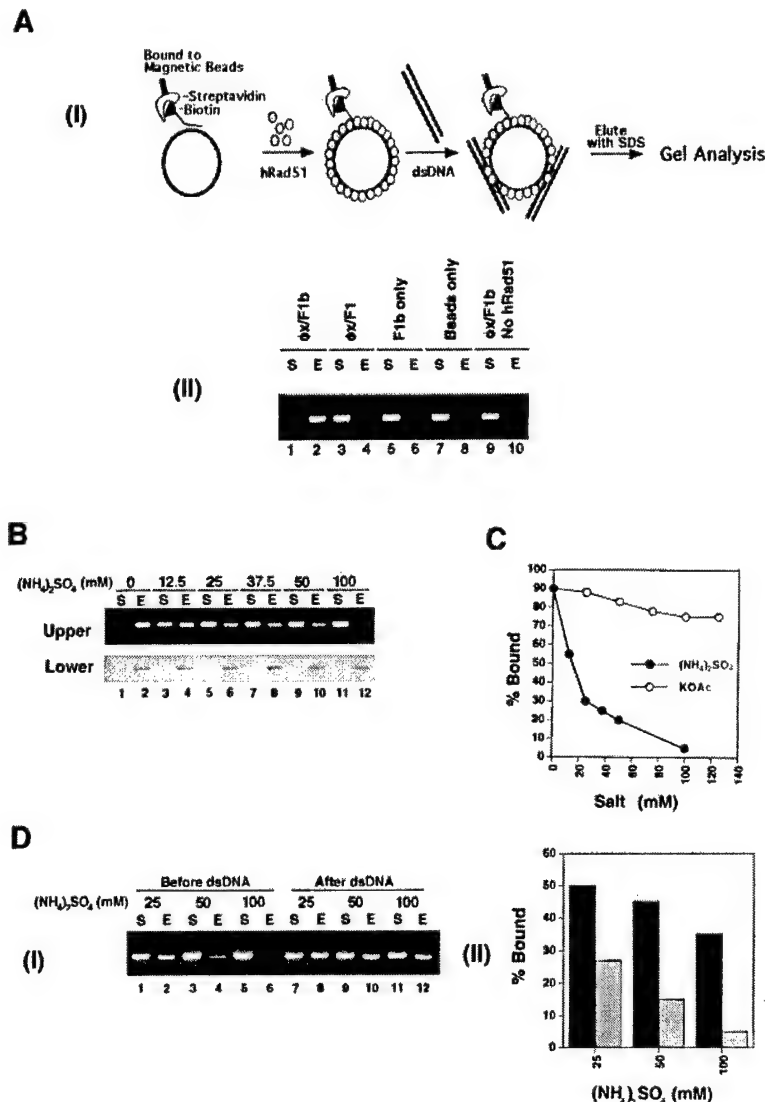 A
Bound to
Magnetic Beads
Streptavidin
Biotin
(I)
hRad51
dsDNA
Elute
with SDS
Gel Analysis
øx/F1b
øx/F1
F1b only
Beads only
øx/F1b
No hRad51
S E S E S E S E S E
(II)
1 2 3 4 5 6 7 8 9 10
B
(NH4)2SO4 (mM) 0 12.5 25 37.5 50 100
S E S E S E S E S E S E
Upper
Lower
1 2 3 4 5 6 7 8 9 10 11 12
C
% Bound
100
90
80
70
60
50
40
30
20
10
0
(NH4)2SO4
KOAc
0 20 40 60 80 100 120 140
Salt (mM)
D
Before dsDNA After dsDNA
(NH4)2SO4 (mM) 25 50 100 25 50 100
S E S E S E S E S E S E
(I)
1 2 3 4 5 6 7 8 9 10 11 12
(II)
% Bound
60
50
40
30
20
10
0
25 50 100
(NH4)2SO4 (mM)